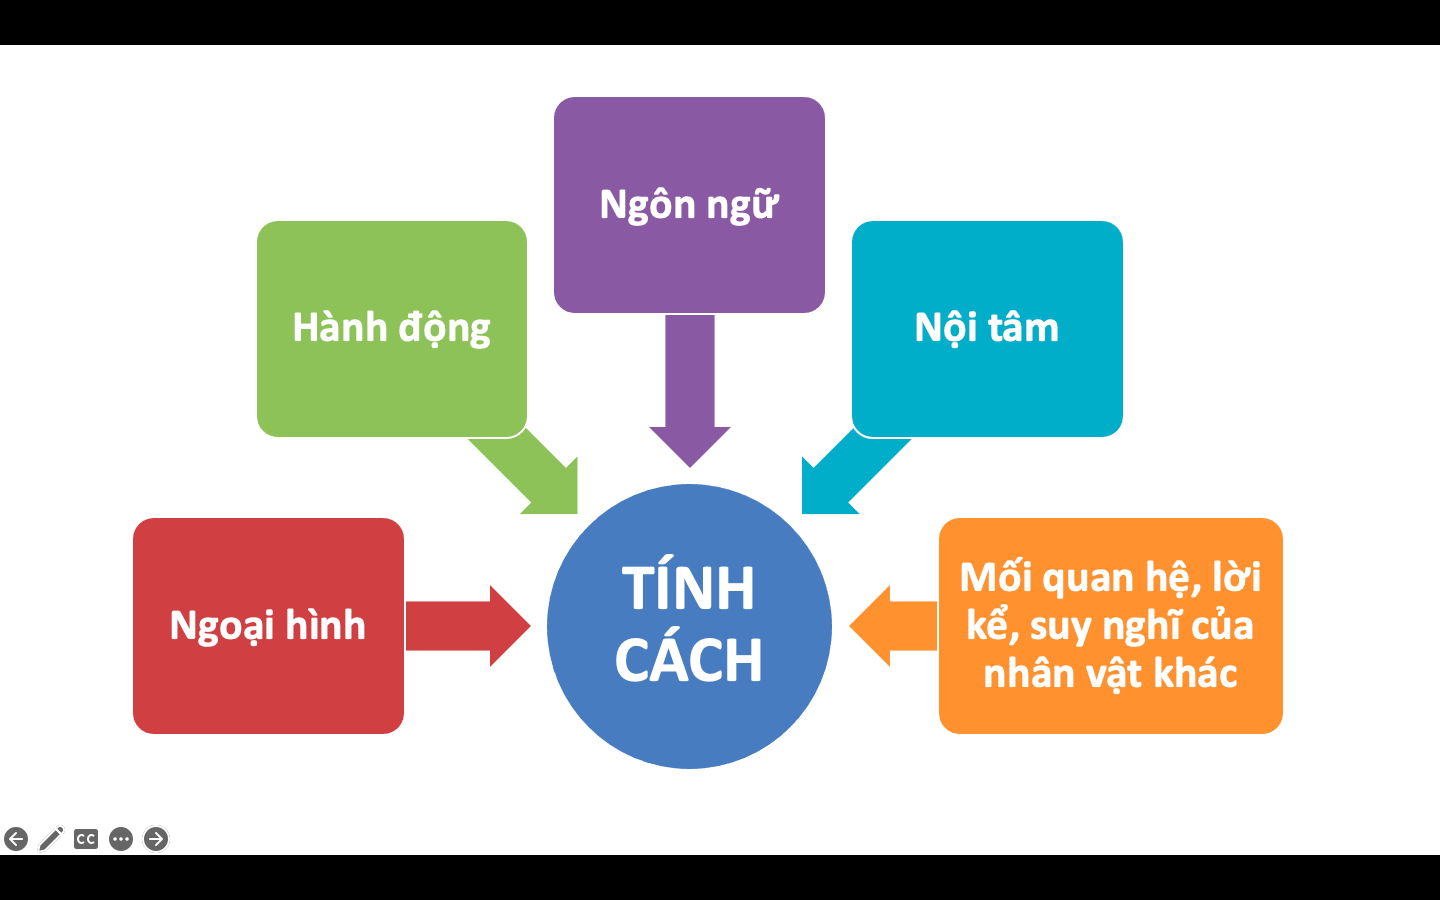 Ngôn ngữ
Hành động
Nội tâm
Ngoại hình
TÍNH
CÁCH
Mối quan hệ, lời
kể, suy nghĩ của
nhân vật khác
CC